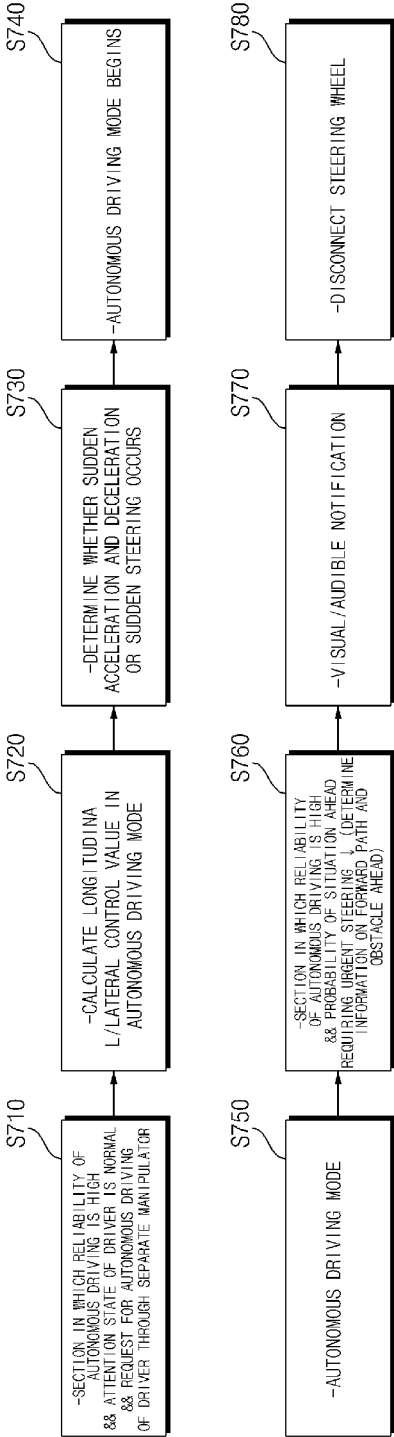 S710
-SECTION IN WHICH RELIABILITY OF
AUTONOMOUS DRIVING IS HIGH
&& ATTENTION STATE OF DRIVER IS NORMAL
&& REQUEST FOR AUTONOMOUS DRIVING
OF DRIVER THROUGH SEPARATE MANIPULATOR
S720
-CALCULATE LONGITUDINA
L/LATERAL CONTROL VALUE IN
AUTONOMOUS DRIVING MODE
S730
-DETERMINE WHETHER SUDDEN
ACCELERATION AND DECELERATION
OR SUDDEN STEERING OCCURS
S740
-AUTONOMOUS DRIVING MODE BEGINS
S750
-AUTONOMOUS DRIVING MODE
S760
-SECTION IN WHICH RELIABILITY
OF AUTONOMOUS DRIVING IS HIGH
&& PROBABILITY OF SITUATION AHEAD
REQUIRING URGENT STEERING ↓ (DETERMINE
INFORMATION ON FORWARD PATH AND
OBSTACLE AHEAD)
S770
-VISUAL/AUDIBLE NOTIFICATION
S780
-DISCONNECT STEERING WHEEL